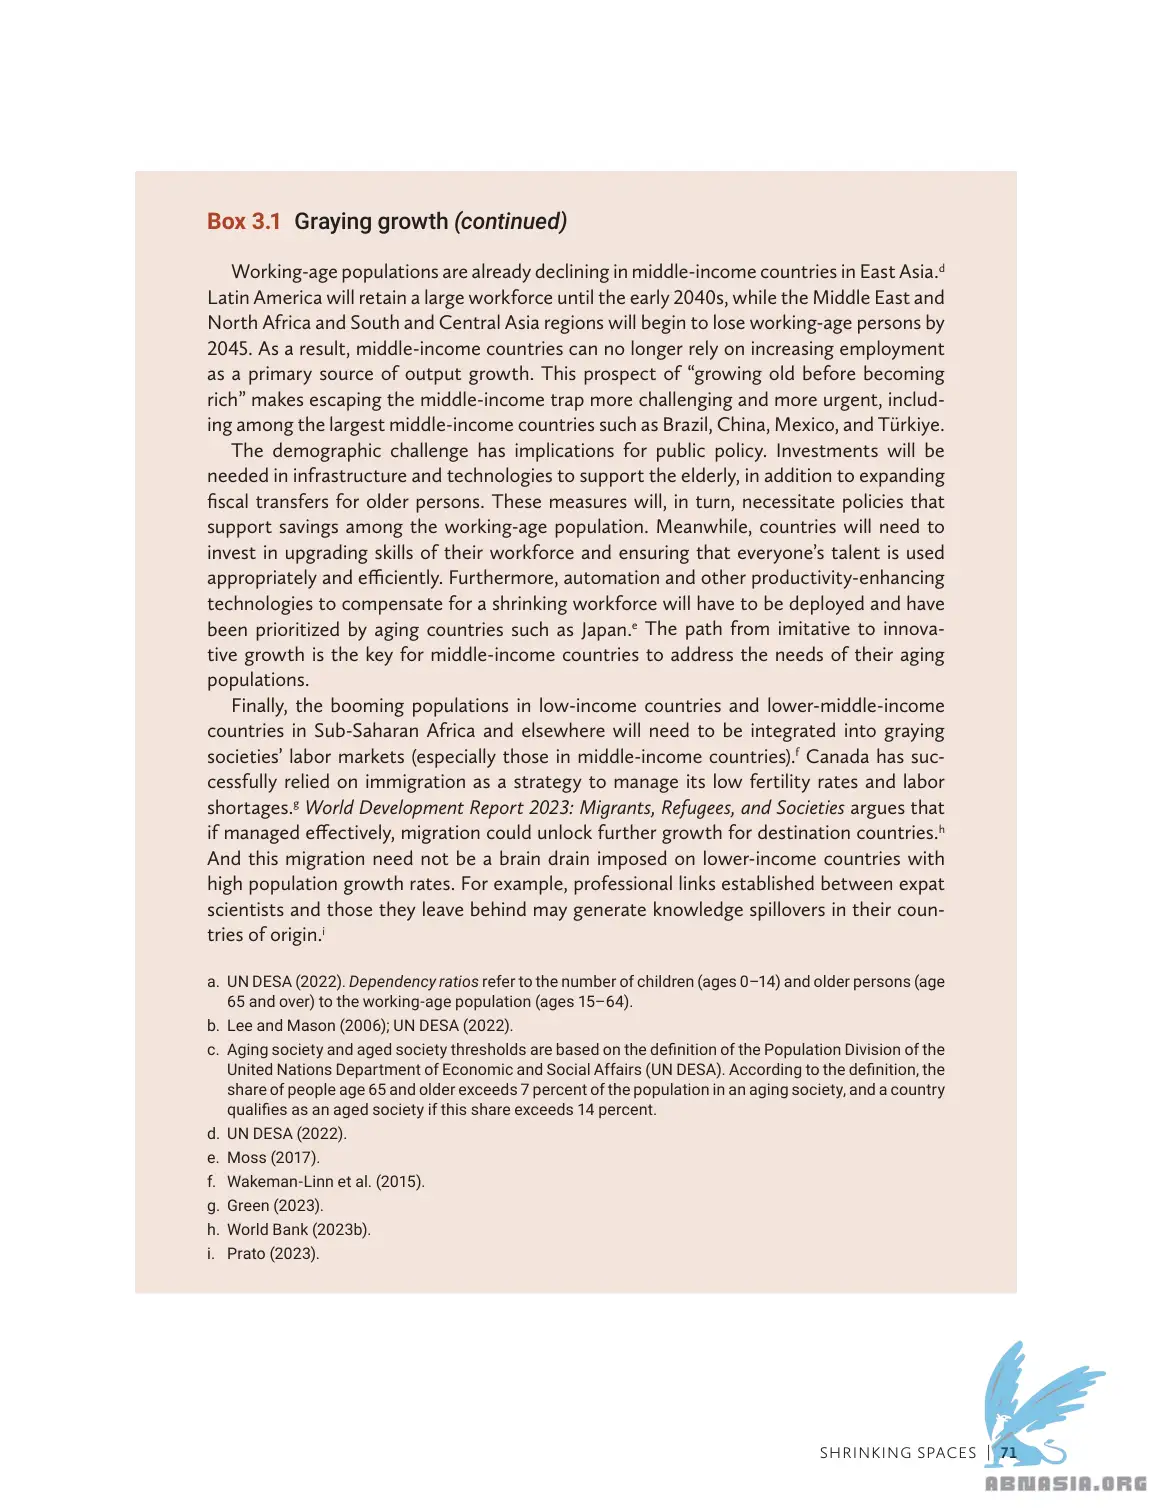 Box 3.1 Graying growth (continued)
Working-age populations are already declining in middle-income countries in East Asia.d
Latin America will retain a large workforce until the early 2040s, while the Middle East and
North Africa and South and Central Asia regions will begin to lose working-age persons by
2045. As a result, middle-income countries can no longer rely on increasing employment
as a primary source of output growth. This prospect of “growing old before becoming
rich” makes escaping the middle-income trap more challenging and more urgent, includ-
ing among the largest middle-income countries such as Brazil, China, Mexico, and Türkiye.
The demographic challenge has implications for public policy. Investments will be
needed in infrastructure and technologies to support the elderly, in addition to expanding
fiscal transfers for older persons. These measures will, in turn, necessitate policies that
support savings among the working-age population. Meanwhile, countries will need to
invest in upgrading skills of their workforce and ensuring that everyone’s talent is used
appropriately and efficiently. Furthermore, automation and other productivity-enhancing
technologies to compensate for a shrinking workforce will have to be deployed and have
been prioritized by aging countries such as Japan.e The path from imitative to innova-
tive growth is the key for middle-income countries to address the needs of their aging
populations.
Finally, the booming populations in low-income countries and lower-middle-income
countries in Sub-Saharan Africa and elsewhere will need to be integrated into graying
societies’ labor markets (especially those in middle-income countries).f Canada has suc-
cessfully relied on immigration as a strategy to manage its low fertility rates and labor
shortages.g World Development Report 2023: Migrants, Refugees, and Societies argues that
if managed effectively, migration could unlock further growth for destination countries.h
And this migration need not be a brain drain imposed on lower-income countries with
high population growth rates. For example, professional links established between expat
scientists and those they leave behind may generate knowledge spillovers in their coun-
tries of origin.i
a. UN DESA (2022). Dependency ratios refer to the number of children (ages 0–14) and older persons (age
65 and over) to the working-age population (ages 15–64).
b. Lee and Mason (2006); UN DESA (2022).
c. Aging society and aged society thresholds are based on the definition of the Population Division of the
United Nations Department of Economic and Social Affairs (UN DESA). According to the definition, the
share of people age 65 and older exceeds 7 percent of the population in an aging society, and a country
qualifies as an aged society if this share exceeds 14 percent.
d. UN DESA (2022).
e. Moss (2017).
f. Wakeman-Linn et al. (2015).
g. Green (2023).
h. World Bank (2023b).
i. Prato (2023).
SHRINKING SPACES | 71
ABNASIA.ORG